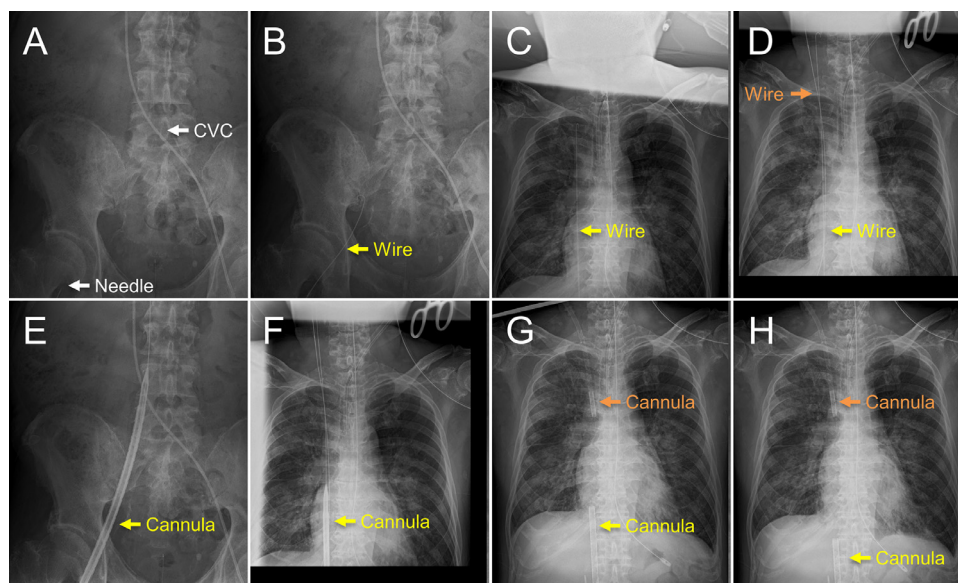 A
CVC
Needle
B
Wire
C
Wire
D
Wire
Wire
E
Cannula
F
Cannula
G
Cannula
Cannula
H
Cannula
Cannula